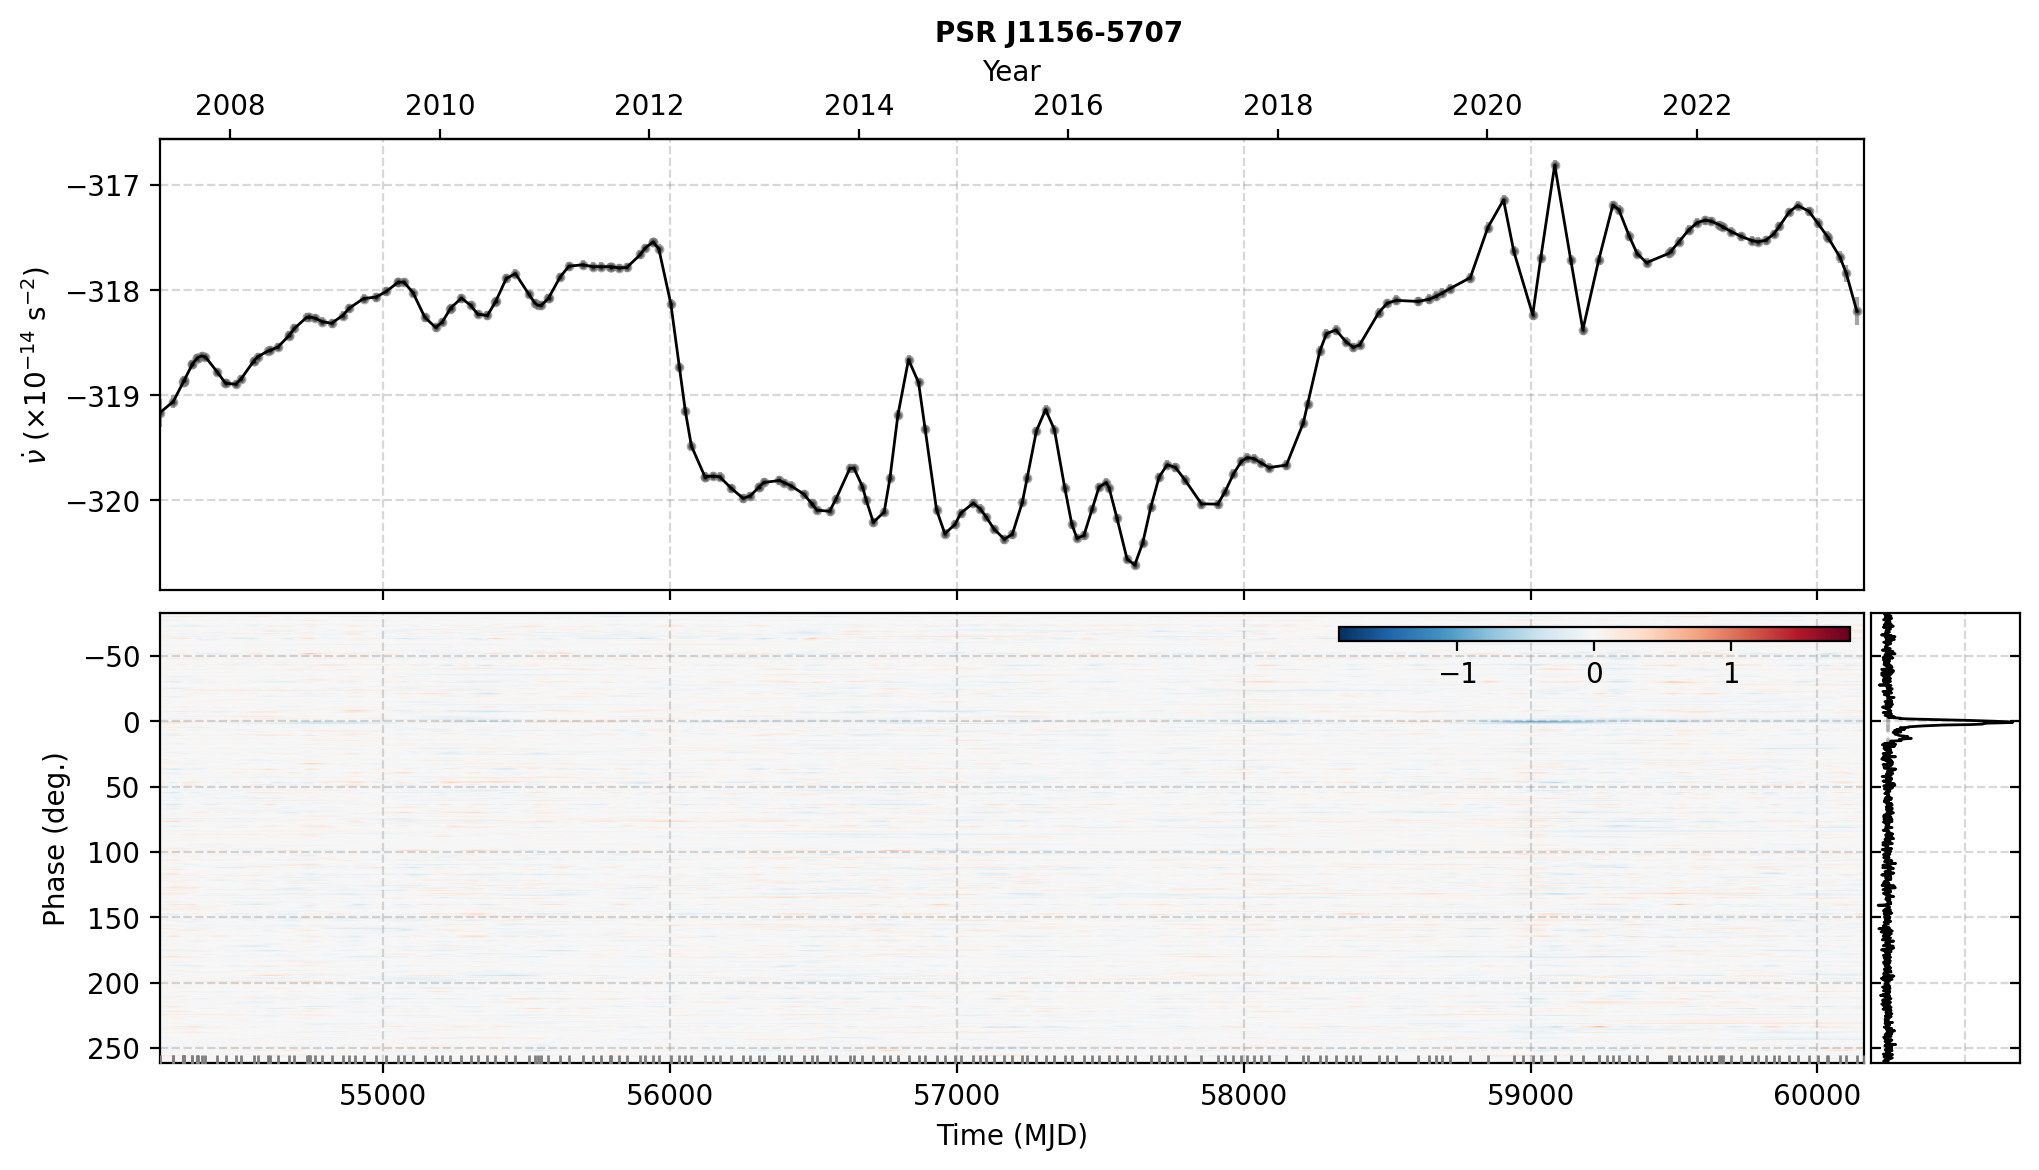 PSR J1156-5707
Year
2008 2010 2012 2014 2016 2018 2020 2022
ν̇ (×10⁻¹⁴ s⁻²)
−317
−318
−319
−320
Phase (deg.)
−50
0
50
100
150
200
250
−1 0 1
55000 56000 57000 58000 59000 60000
Time (MJD)